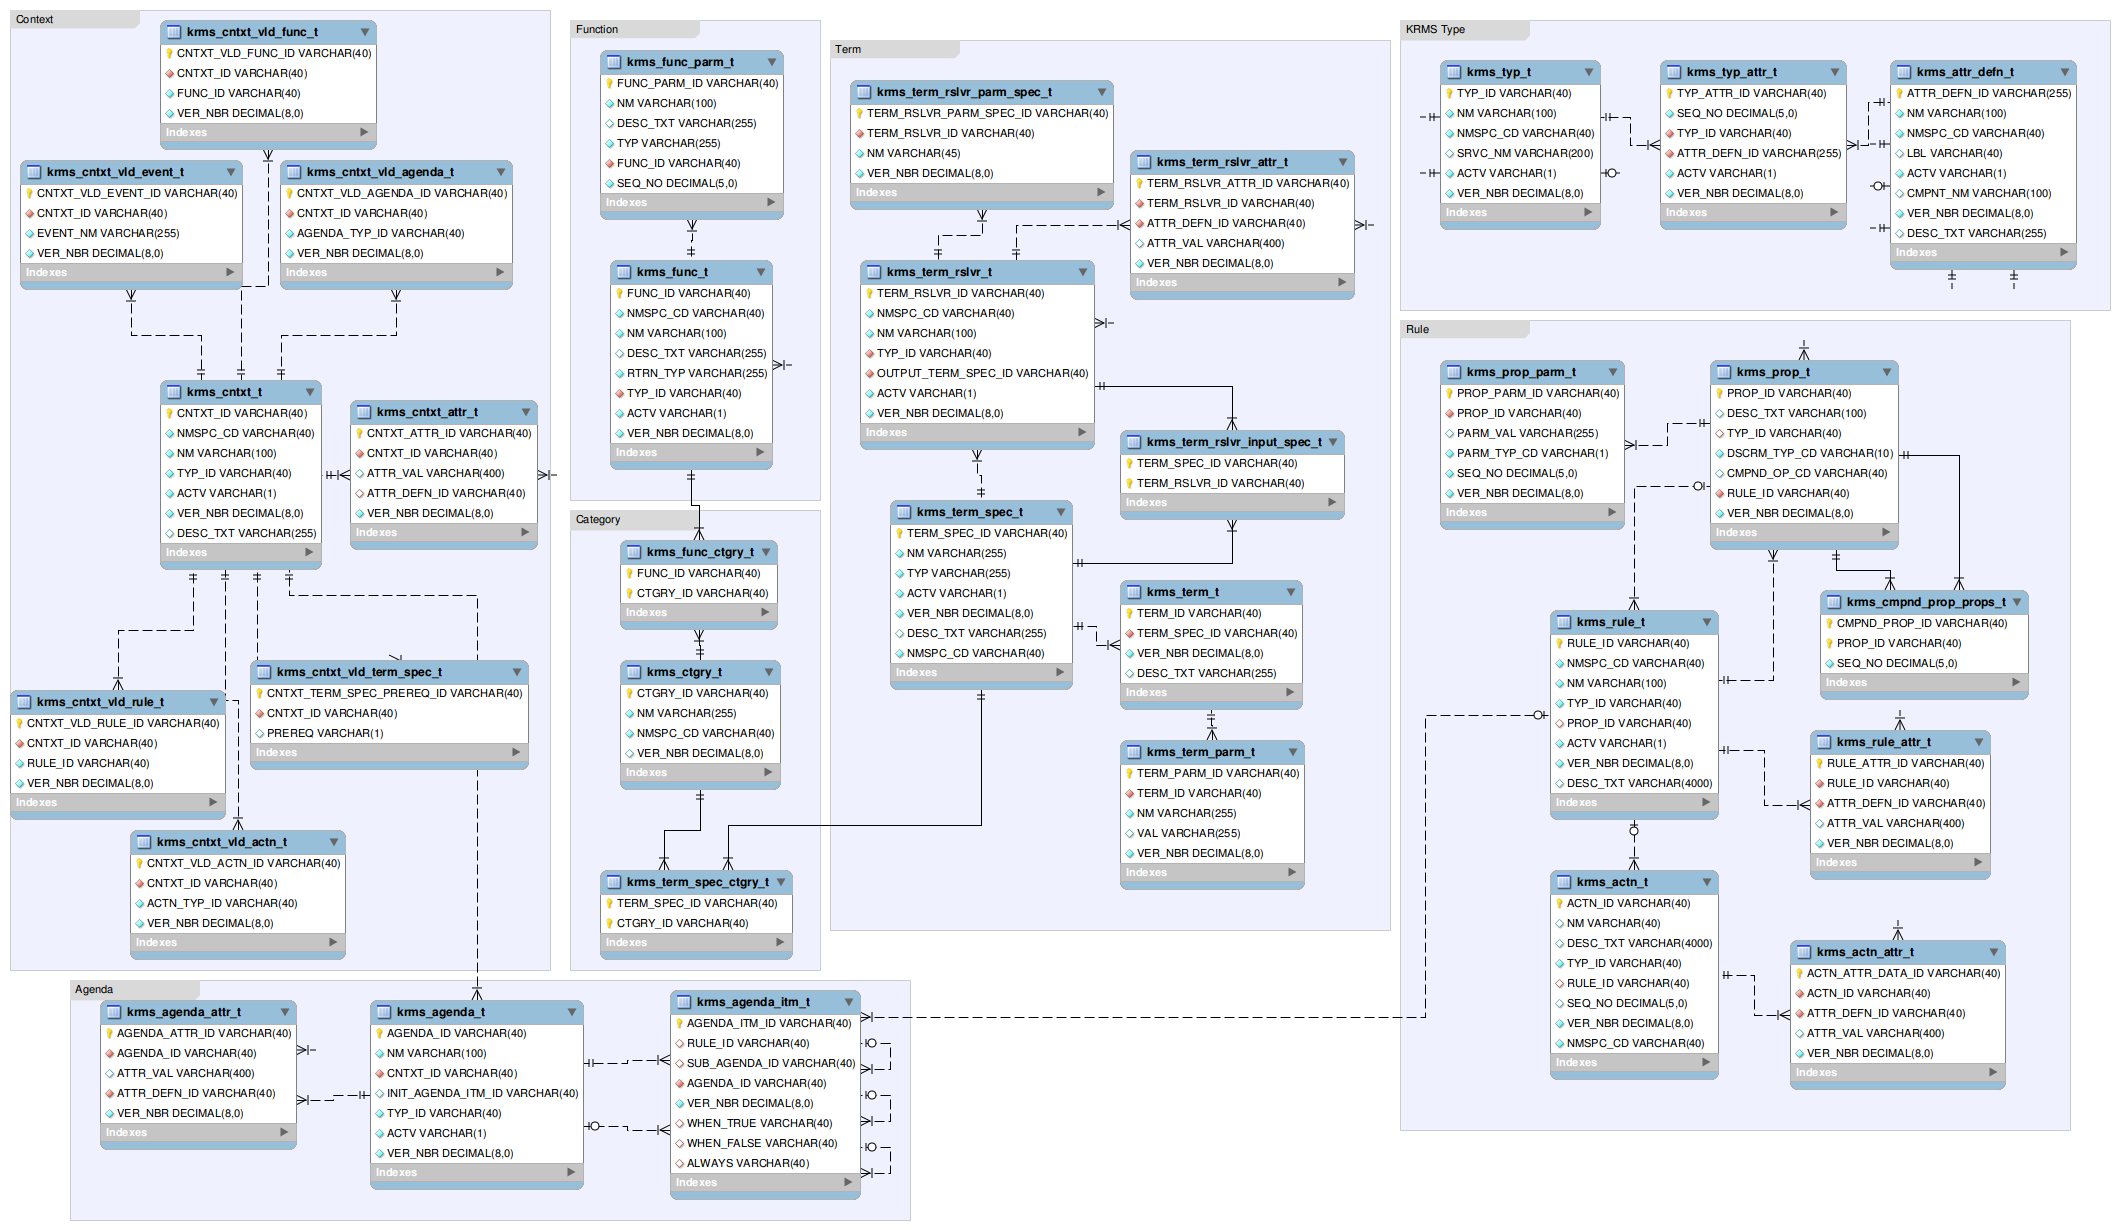 Context
krms_cntxt_vld_func_t
CNTXT_VLD_FUNC_ID VARCHAR(40)
CNTXT_ID VARCHAR(40)
FUNC_ID VARCHAR(40)
VER_NBR DECIMAL(8,0)
Indexes
krms_cntxt_vld_event_t
CNTXT_VLD_EVENT_ID VARCHAR(40)
CNTXT_ID VARCHAR(40)
EVENT_NM VARCHAR(255)
VER_NBR DECIMAL(8,0)
Indexes
krms_cntxt_vld_agenda_t
CNTXT_VLD_AGENDA_ID VARCHAR(40)
CNTXT_ID VARCHAR(40)
AGENDA_TYP_ID VARCHAR(40)
VER_NBR DECIMAL(8,0)
Indexes
krms_cntxt_t
CNTXT_ID VARCHAR(40)
NMSPC_CD VARCHAR(40)
NM VARCHAR(100)
TYP_ID VARCHAR(40)
ACTV VARCHAR(1)
VER_NBR DECIMAL(8,0)
DESC_TXT VARCHAR(255)
Indexes
krms_cntxt_attr_t
CNTXT_ATTR_ID VARCHAR(40)
CNTXT_ID VARCHAR(40)
ATTR_VAL VARCHAR(400)
ATTR_DEFN_ID VARCHAR(40)
VER_NBR DECIMAL(8,0)
Indexes
krms_cntxt_vld_term_spec_t
CNTXT_TERM_SPEC_PREREQ_ID VARCHAR(40)
CNTXT_ID VARCHAR(40)
PREREQ VARCHAR(1)
Indexes
krms_cntxt_vld_rule_t
CNTXT_VLD_RULE_ID VARCHAR(40)
CNTXT_ID VARCHAR(40)
RULE_ID VARCHAR(40)
VER_NBR DECIMAL(8,0)
Indexes
krms_cntxt_vld_actn_t
CNTXT_VLD_ACTN_ID VARCHAR(40)
CNTXT_ID VARCHAR(40)
ACTN_TYP_ID VARCHAR(40)
VER_NBR DECIMAL(8,0)
Indexes
Function
krms_func_parm_t
FUNC_PARM_ID VARCHAR(40)
NM VARCHAR(100)
DESC_TXT VARCHAR(255)
TYP VARCHAR(255)
FUNC_ID VARCHAR(40)
SEQ_NO DECIMAL(5,0)
Indexes
krms_func_t
FUNC_ID VARCHAR(40)
NMSPC_CD VARCHAR(40)
NM VARCHAR(100)
DESC_TXT VARCHAR(255)
RTRN_TYP VARCHAR(255)
TYP_ID VARCHAR(40)
ACTV VARCHAR(1)
VER_NBR DECIMAL(8,0)
Indexes
Category
krms_func_ctgry_t
FUNC_ID VARCHAR(40)
CTGRY_ID VARCHAR(40)
Indexes
krms_ctgry_t
CTGRY_ID VARCHAR(40)
NM VARCHAR(255)
NMSPC_CD VARCHAR(40)
VER_NBR DECIMAL(8,0)
Indexes
krms_term_spec_ctgry_t
TERM_SPEC_ID VARCHAR(40)
CTGRY_ID VARCHAR(40)
Indexes
Term
krms_term_rslvr_parm_spec_t
TERM_RSLVR_PARM_SPEC_ID VARCHAR(40)
TERM_RSLVR_ID VARCHAR(40)
NM VARCHAR(45)
VER_NBR DECIMAL(8,0)
Indexes
krms_term_rslvr_attr_t
TERM_RSLVR_ATTR_ID VARCHAR(40)
TERM_RSLVR_ID VARCHAR(40)
ATTR_DEFN_ID VARCHAR(40)
ATTR_VAL VARCHAR(400)
VER_NBR DECIMAL(8,0)
Indexes
krms_term_rslvr_t
TERM_RSLVR_ID VARCHAR(40)
NMSPC_CD VARCHAR(40)
NM VARCHAR(100)
TYP_ID VARCHAR(40)
OUTPUT_TERM_SPEC_ID VARCHAR(40)
ACTV VARCHAR(1)
VER_NBR DECIMAL(8,0)
Indexes
krms_term_rslvr_input_spec_t
TERM_SPEC_ID VARCHAR(40)
TERM_RSLVR_ID VARCHAR(40)
Indexes
krms_term_spec_t
TERM_SPEC_ID VARCHAR(40)
NM VARCHAR(255)
TYP VARCHAR(255)
ACTV VARCHAR(1)
VER_NBR DECIMAL(8,0)
DESC_TXT VARCHAR(255)
NMSPC_CD VARCHAR(40)
Indexes
krms_term_t
TERM_ID VARCHAR(40)
TERM_SPEC_ID VARCHAR(40)
VER_NBR DECIMAL(8,0)
DESC_TXT VARCHAR(255)
Indexes
krms_term_parm_t
TERM_PARM_ID VARCHAR(40)
TERM_ID VARCHAR(40)
NM VARCHAR(255)
VAL VARCHAR(255)
VER_NBR DECIMAL(8,0)
Indexes
KRMS Type
krms_typ_t
TYP_ID VARCHAR(40)
NM VARCHAR(100)
NMSPC_CD VARCHAR(40)
SRVC_NM VARCHAR(200)
ACTV VARCHAR(1)
VER_NBR DECIMAL(8,0)
Indexes
krms_typ_attr_t
TYP_ATTR_ID VARCHAR(40)
SEQ_NO DECIMAL(5,0)
TYP_ID VARCHAR(40)
ATTR_DEFN_ID VARCHAR(255)
ACTV VARCHAR(1)
VER_NBR DECIMAL(8,0)
Indexes
krms_attr_defn_t
ATTR_DEFN_ID VARCHAR(255)
NM VARCHAR(100)
NMSPC_CD VARCHAR(40)
LBL VARCHAR(40)
ACTV VARCHAR(1)
CMPNT_NM VARCHAR(100)
VER_NBR DECIMAL(8,0)
DESC_TXT VARCHAR(255)
Indexes
Rule
krms_prop_parm_t
PROP_PARM_ID VARCHAR(40)
PROP_ID VARCHAR(40)
PARM_VAL VARCHAR(255)
PARM_TYP_CD VARCHAR(1)
SEQ_NO DECIMAL(5,0)
VER_NBR DECIMAL(8,0)
Indexes
krms_prop_t
PROP_ID VARCHAR(40)
DESC_TXT VARCHAR(100)
TYP_ID VARCHAR(40)
DSCRM_TYP_CD VARCHAR(10)
CMPND_OP_CD VARCHAR(40)
RULE_ID VARCHAR(40)
VER_NBR DECIMAL(8,0)
Indexes
krms_cmpnd_prop_props_t
CMPND_PROP_ID VARCHAR(40)
PROP_ID VARCHAR(40)
SEQ_NO DECIMAL(5,0)
Indexes
krms_rule_t
RULE_ID VARCHAR(40)
NMSPC_CD VARCHAR(40)
NM VARCHAR(100)
TYP_ID VARCHAR(40)
PROP_ID VARCHAR(40)
ACTV VARCHAR(1)
VER_NBR DECIMAL(8,0)
DESC_TXT VARCHAR(4000)
Indexes
krms_rule_attr_t
RULE_ATTR_ID VARCHAR(40)
RULE_ID VARCHAR(40)
ATTR_DEFN_ID VARCHAR(40)
ATTR_VAL VARCHAR(400)
VER_NBR DECIMAL(8,0)
Indexes
krms_actn_t
ACTN_ID VARCHAR(40)
NM VARCHAR(40)
DESC_TXT VARCHAR(4000)
TYP_ID VARCHAR(40)
RULE_ID VARCHAR(40)
SEQ_NO DECIMAL(5,0)
VER_NBR DECIMAL(8,0)
NMSPC_CD VARCHAR(40)
Indexes
krms_actn_attr_t
ACTN_ATTR_DATA_ID VARCHAR(40)
ACTN_ID VARCHAR(40)
ATTR_DEFN_ID VARCHAR(40)
ATTR_VAL VARCHAR(400)
VER_NBR DECIMAL(8,0)
Indexes
Agenda
krms_agenda_attr_t
AGENDA_ATTR_ID VARCHAR(40)
AGENDA_ID VARCHAR(40)
ATTR_VAL VARCHAR(400)
ATTR_DEFN_ID VARCHAR(40)
VER_NBR DECIMAL(8,0)
Indexes
krms_agenda_t
AGENDA_ID VARCHAR(40)
NM VARCHAR(100)
CNTXT_ID VARCHAR(40)
INIT_AGENDA_ITM_ID VARCHAR(40)
TYP_ID VARCHAR(40)
ACTV VARCHAR(1)
VER_NBR DECIMAL(8,0)
Indexes
krms_agenda_itm_t
AGENDA_ITM_ID VARCHAR(40)
RULE_ID VARCHAR(40)
SUB_AGENDA_ID VARCHAR(40)
AGENDA_ID VARCHAR(40)
VER_NBR DECIMAL(8,0)
WHEN_TRUE VARCHAR(40)
WHEN_FALSE VARCHAR(40)
ALWAYS VARCHAR(40)
Indexes